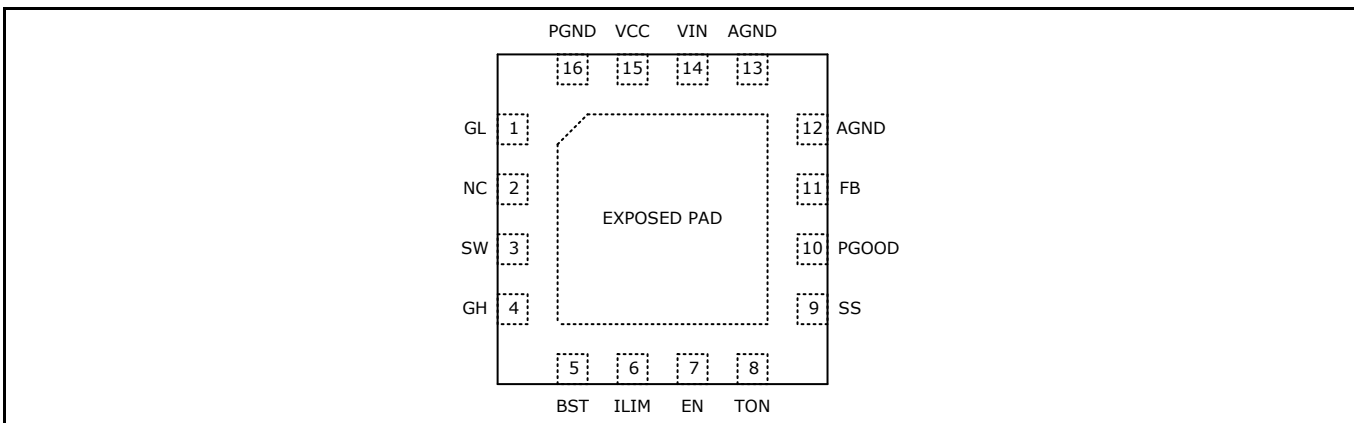 PGND VCC VIN AGND
16 15 14 13
GL 1 12 AGND
NC 2 11 FB
EXPOSED PAD
SW 3 10 PGOOD
GH 4 9 SS
5 6 7 8
BST ILIM EN TON